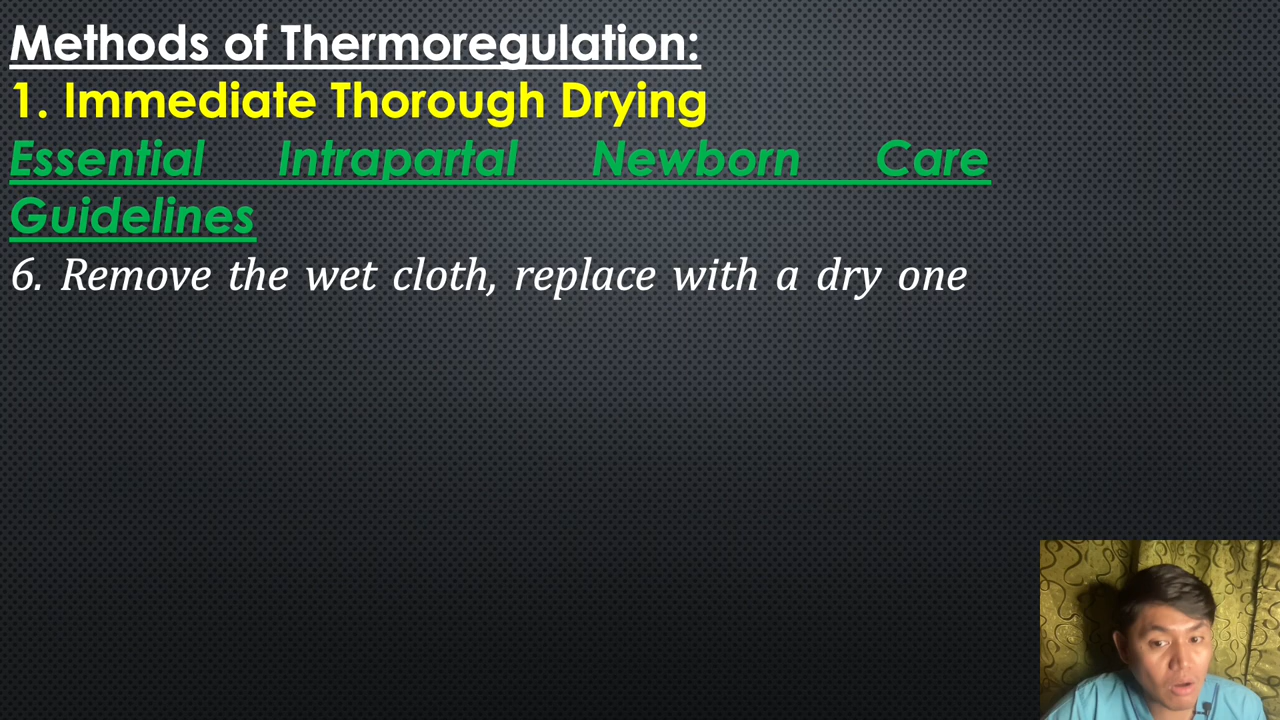 Methods of Thermoregulation:
1. Immediate Thorough Drying
Essential Intrapartal Newborn Care
Guidelines
6. Remove the wet cloth, replace with a dry one